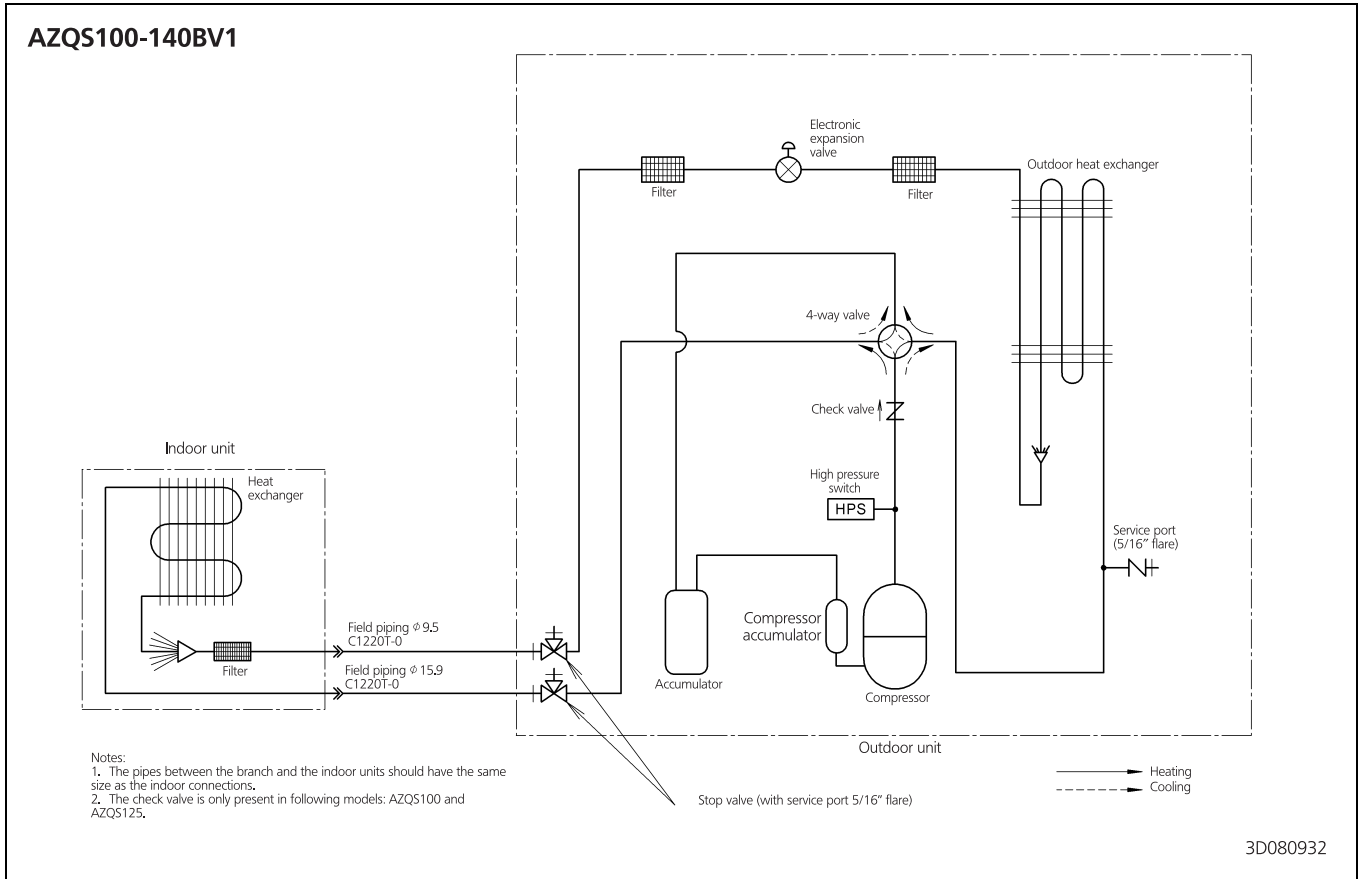 AZQS100-140BV1
Electronic
expansion
valve
Filter
Filter
Outdoor heat exchanger
4-way valve
Check valve
High pressure
switch
HPS
Service port
(5/16" flare)
Indoor unit
Heat
exchanger
Filter
Field piping ϕ 9.5
C1220T-0
Field piping ϕ 15.9
C1220T-0
Compressor
accumulator
Accumulator
Compressor
Outdoor unit
Notes:
1. The pipes between the branch and the indoor units should have the same
size as the indoor connections.
2. The check valve is only present in following models: AZQS100 and
AZQS125.
Stop valve (with service port 5/16" flare)
Heating
Cooling
3D080932